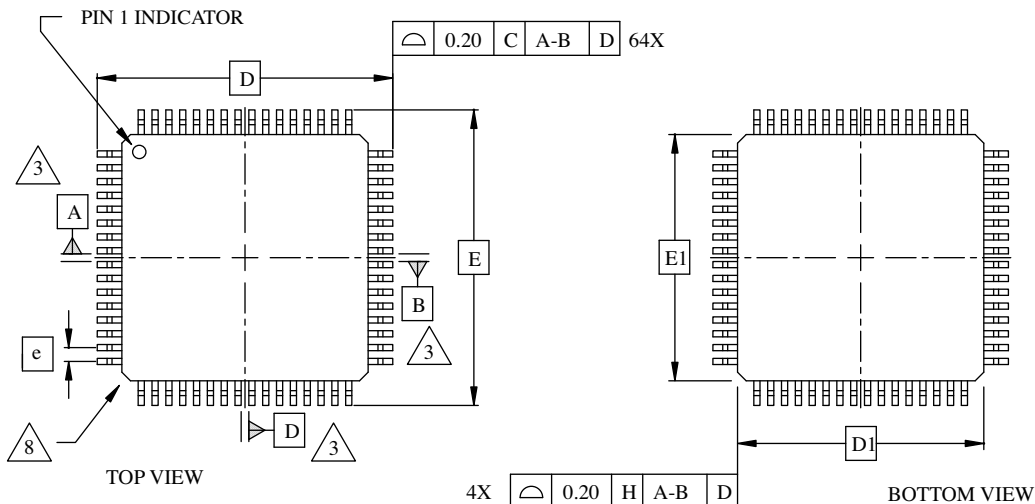 PIN 1 INDICATOR
⌓ 0.20 C A-B D 64X
D
3
A
E
B
3
e
8
D
3
TOP VIEW
E1
D1
4X ⌓ 0.20 H A-B D
BOTTOM VIEW